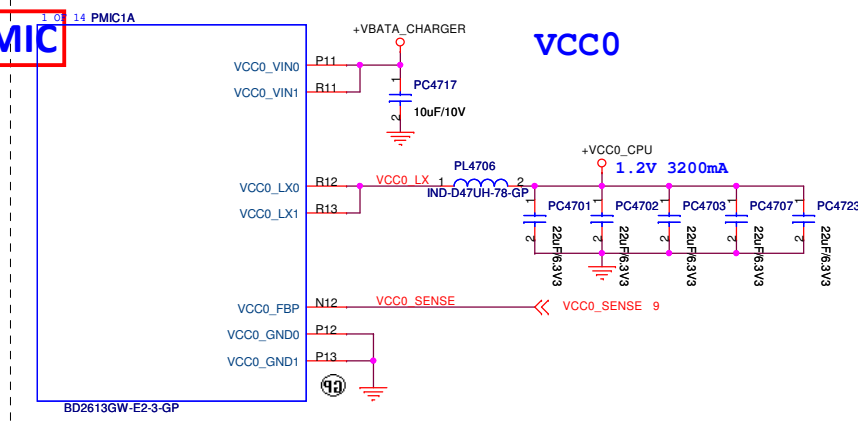 1 OF 14 PMIC1A
MIC
+VBATA_CHARGER
VCC0
VCC0_VIN0 P11
VCC0_VIN1 R11
1 PC4717
10uF/10V
2
+VCC0_CPU
1.2V 3200mA
PL4706
VCC0_LX0 R12 VCC0_LX 1 2
IND-D47UH-78-GP
VCC0_LX1 R13
1 PC4701 1 PC4702 1 PC4703 1 PC4707 1 PC4723
2 2 2 2 2
22uF/6.3V3 22uF/6.3V3 22uF/6.3V3 22uF/6.3V3 22uF/6.3V3
VCC0_FBP N12 VCC0_SENSE VCC0_SENSE 9
VCC0_GND0 P12
VCC0_GND1 P13
GP
BD2613GW-E2-3-GP